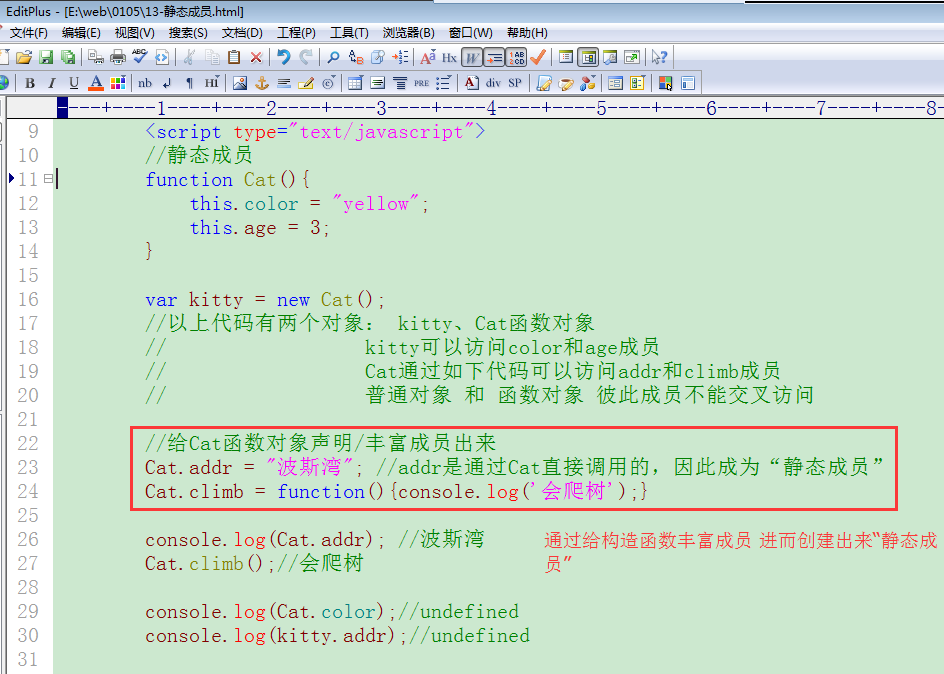 EditPlus - [E:\web\0105\13-静态成员.html]
文件(F) 编辑(E) 视图(V) 搜索(S) 文档(D) 工程(P) 工具(T) 浏览器(B) 窗口(W) 帮助(H)
B I U A nb ¶ HI PRE A div SP
----+----1----+----2----+----3----+----4----+----5----+----6----+----7----+----8-
9 <script type="text/javascript">
10 //静态成员
11 function Cat(){
12 this.color = "yellow";
13 this.age = 3;
14 }
15
16 var kitty = new Cat();
17 //以上代码有两个对象： kitty、Cat函数对象
18 // kitty可以访问color和age成员
19 // Cat通过如下代码可以访问addr和climb成员
20 // 普通对象 和 函数对象 彼此成员不能交叉访问
21
22 //给Cat函数对象声明/丰富成员出来
23 Cat.addr = "波斯湾"; //addr是通过Cat直接调用的，因此成为“静态成员”
24 Cat.climb = function(){console.log('会爬树');}
25
26 console.log(Cat.addr); //波斯湾 通过给构造函数丰富成员 进而创建出来“静态成
27 Cat.climb();//会爬树 员”
28
29 console.log(Cat.color);//undefined
30 console.log(kitty.addr);//undefined
31